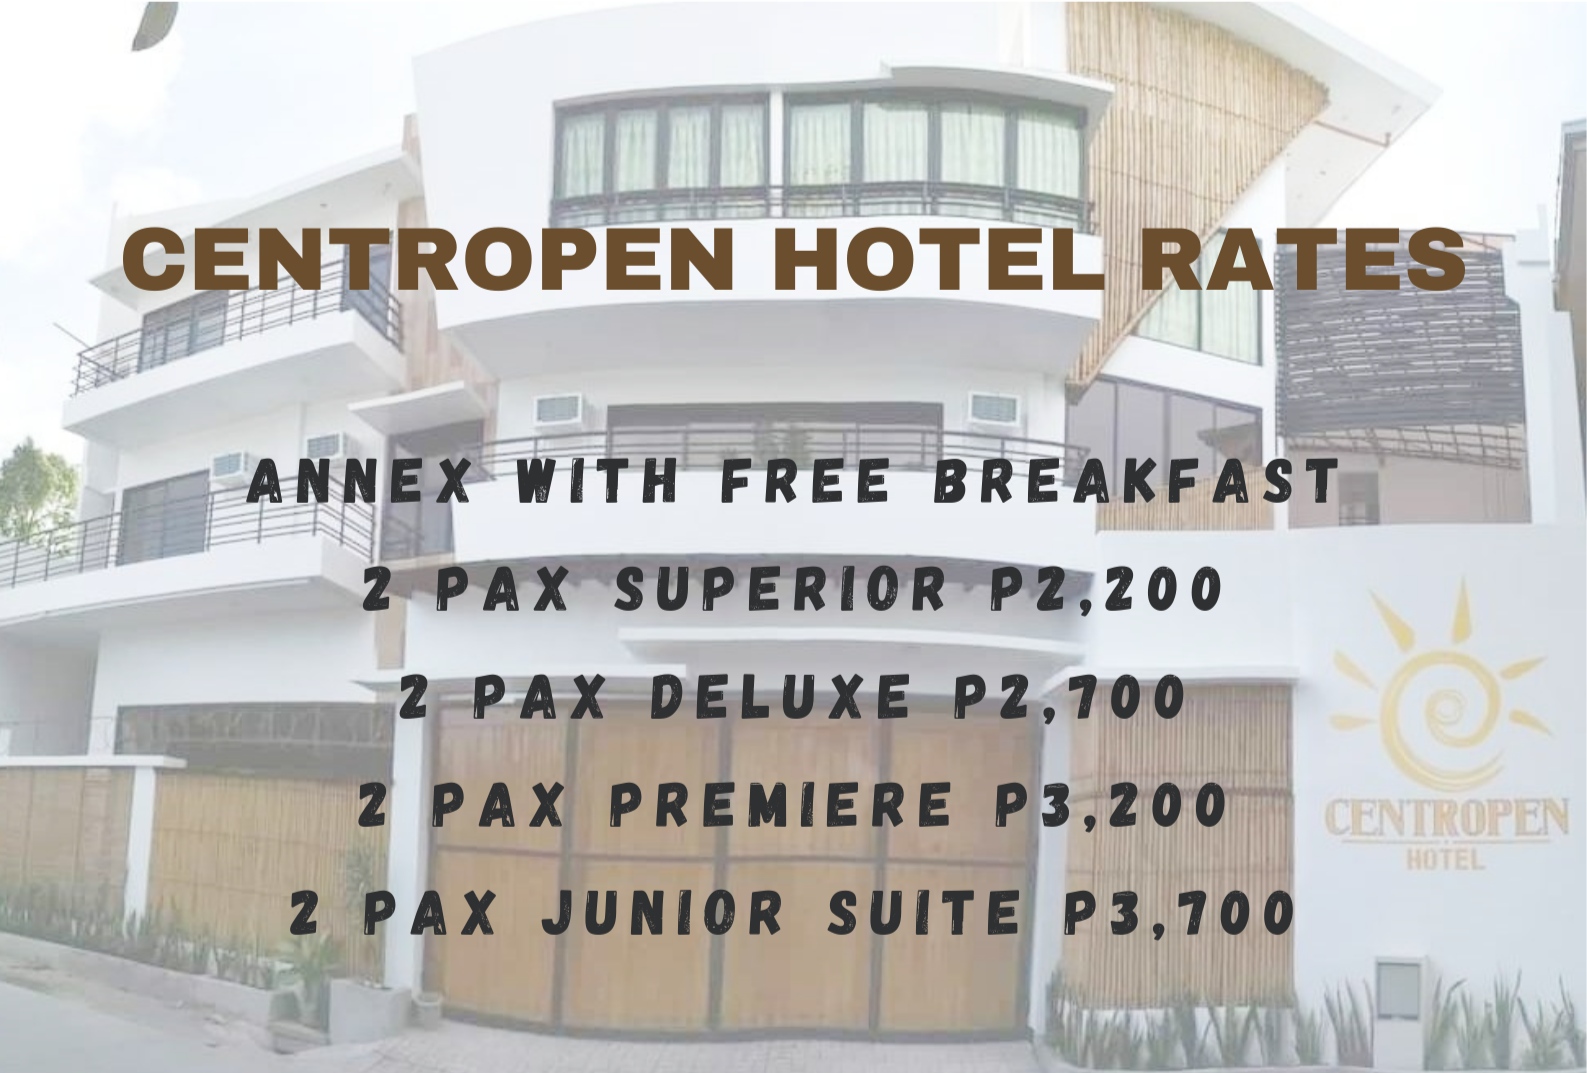 CENTROPEN HOTEL RATES
ANNEX WITH FREE BREAKFAST
2 PAX SUPERIOR P2,200
2 PAX DELUXE P2,700
2 PAX PREMIERE P3,200
2 PAX JUNIOR SUITE P3,700
CENTROPEN
HOTEL